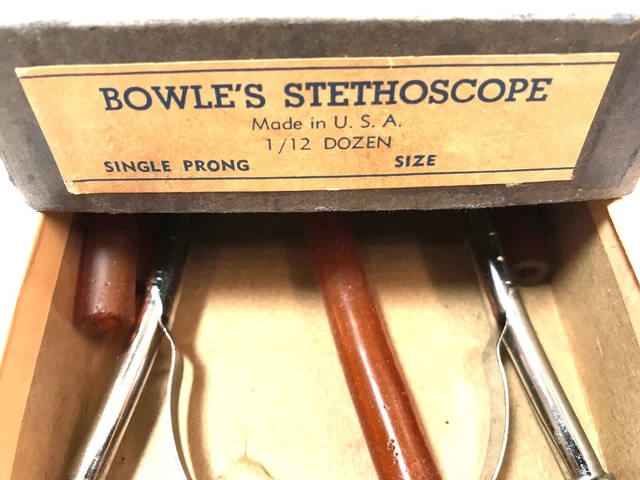 BOWLE'S STETHOSCOPE
Made in U. S. A.
1/12 DOZEN
SINGLE PRONG SIZE